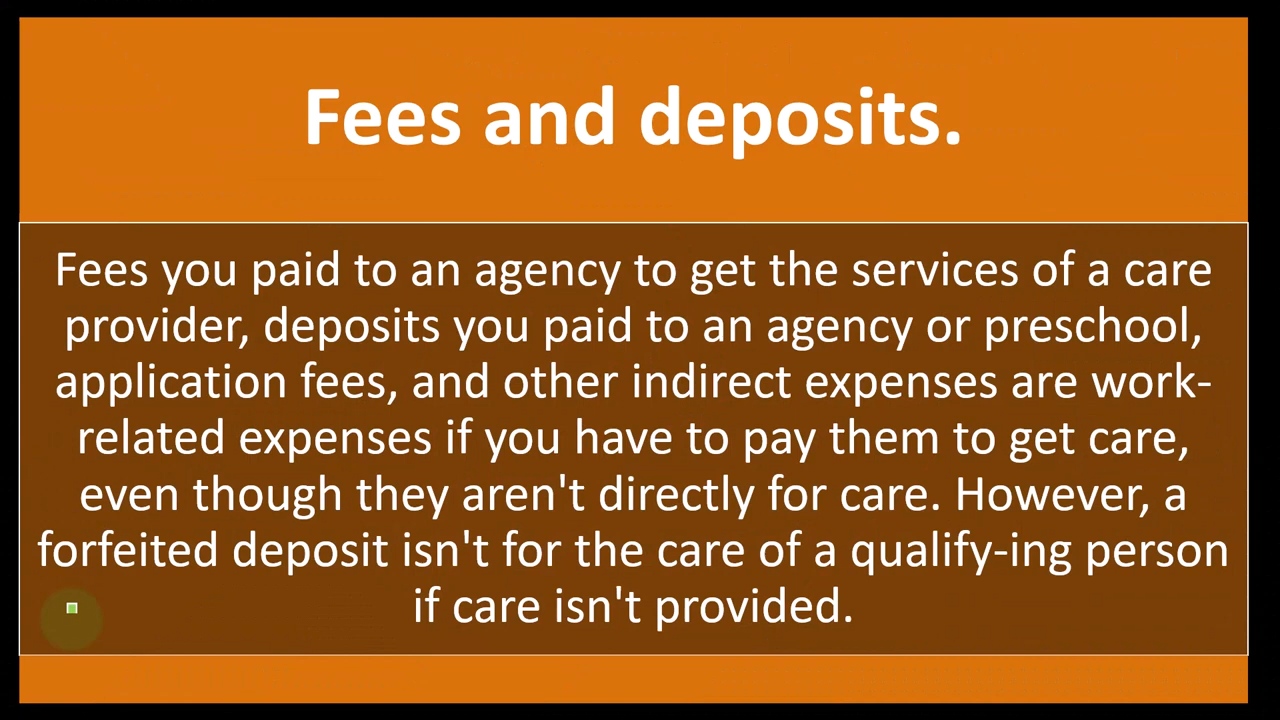 Fees and deposits.
Fees you paid to an agency to get the services of a care
provider, deposits you paid to an agency or preschool,
application fees, and other indirect expenses are work-
related expenses if you have to pay them to get care,
even though they aren't directly for care. However, a
forfeited deposit isn't for the care of a qualify-ing person
if care isn't provided.